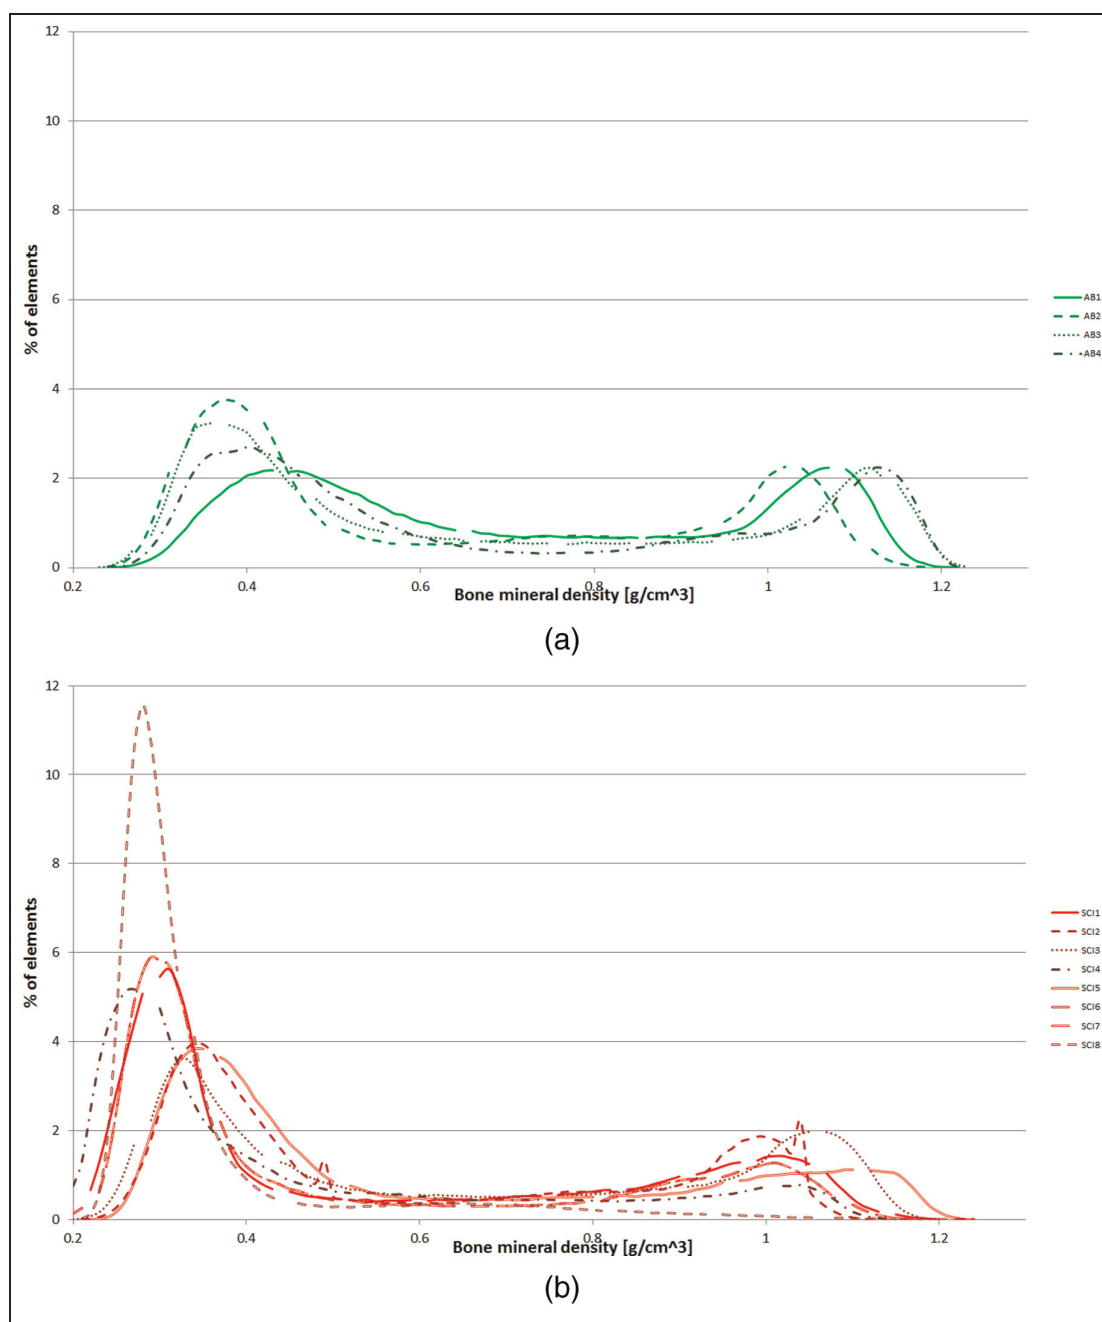 12
10
8
6
4
2
0
% of elements
0.2
0.4
0.6
0.8
1
1.2
Bone mineral density [g/cm^3]
AB1
AB2
AB3
AB4
(a)
12
10
8
6
4
2
0
% of elements
0.2
0.4
0.6
0.8
1
1.2
Bone mineral density [g/cm^3]
SCI1
SCI2
SCI3
SCI4
SCI5
SCI6
SCI7
SCI8
(b)